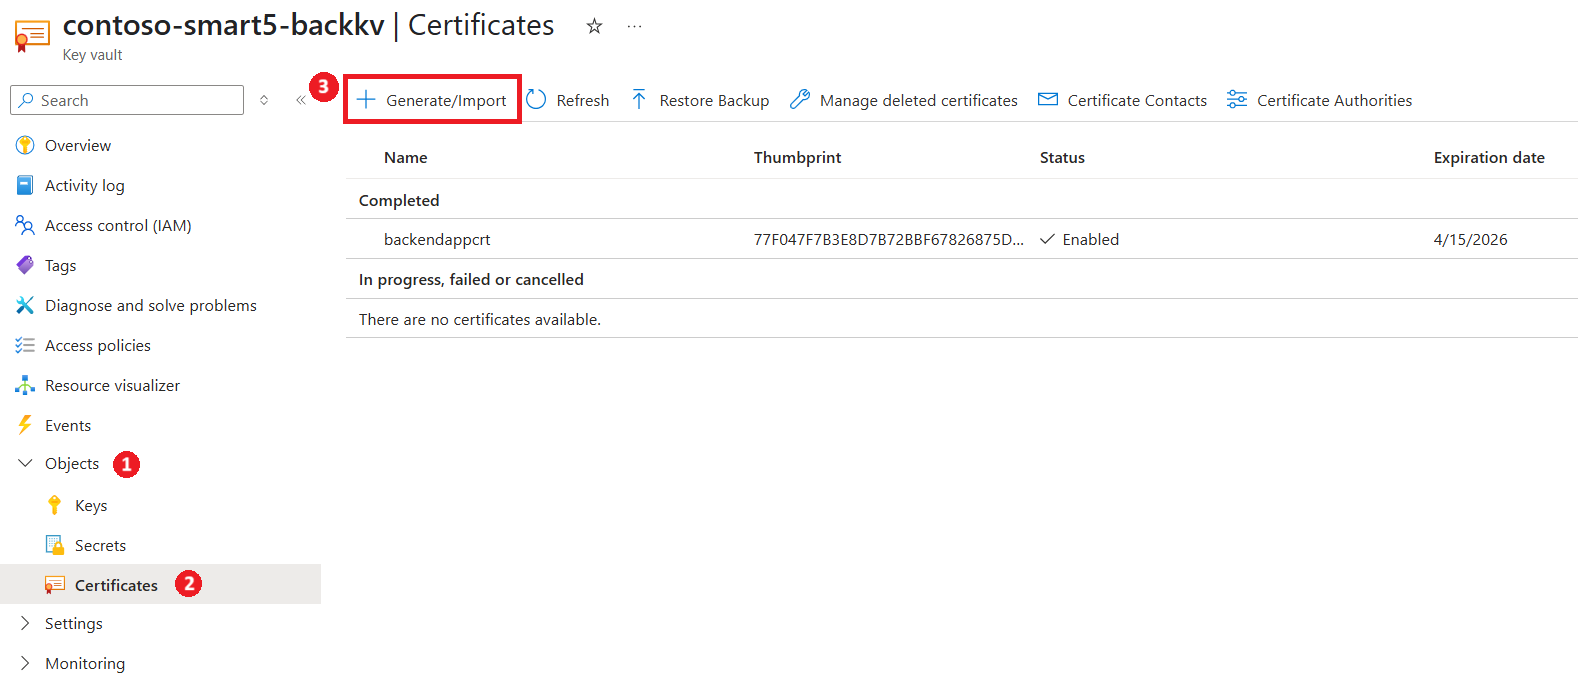 contoso-smart5-backkv | Certificates
Key vault
Search
3
Generate/Import
Refresh
Restore Backup
Manage deleted certificates
Certificate Contacts
Certificate Authorities
Overview
Activity log
Access control (IAM)
Tags
Diagnose and solve problems
Access policies
Resource visualizer
Events
Objects 1
Keys
Secrets
Certificates 2
Settings
Monitoring
Name Thumbprint Status Expiration date
Completed
backendappcrt 77F047F7B3E8D7B72BBF67826875D... Enabled 4/15/2026
In progress, failed or cancelled
There are no certificates available.